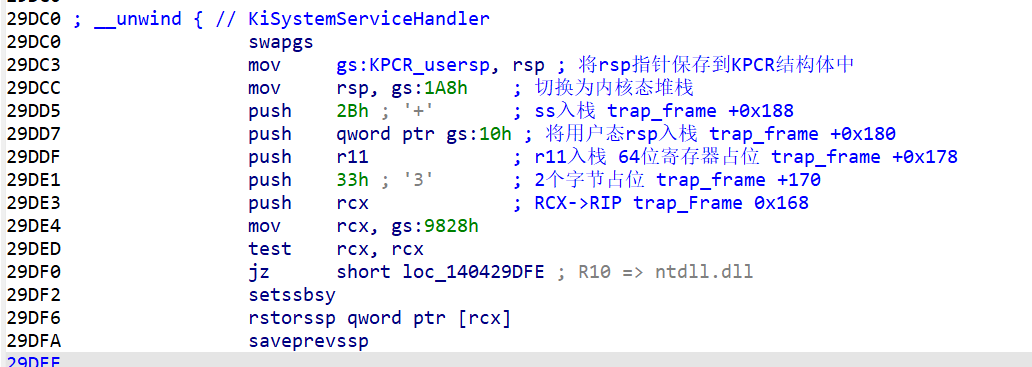 29DC0 ; __unwind { // KiSystemServiceHandler
29DC0 swapgs
29DC3 mov gs:KPCR_usersp, rsp ; 将rsp指针保存到KPCR结构体中
29DCC mov rsp, gs:1A8h ; 切换为内核态堆栈
29DD5 push 2Bh ; '+' ; ss入栈 trap_frame +0x188
29DD7 push qword ptr gs:10h ; 将用户态rsp入栈 trap_frame +0x180
29DDF push r11 ; r11入栈 64位寄存器占位 trap_frame +0x178
29DE1 push 33h ; '3' ; 2个字节占位 trap_frame +170
29DE3 push rcx ; RCX->RIP trap_Frame 0x168
29DE4 mov rcx, gs:9828h
29DED test rcx, rcx
29DF0 jz short loc_140429DFE ; R10 => ntdll.dll
29DF2 setssbsy
29DF6 rstorssp qword ptr [rcx]
29DFA saveprevssp